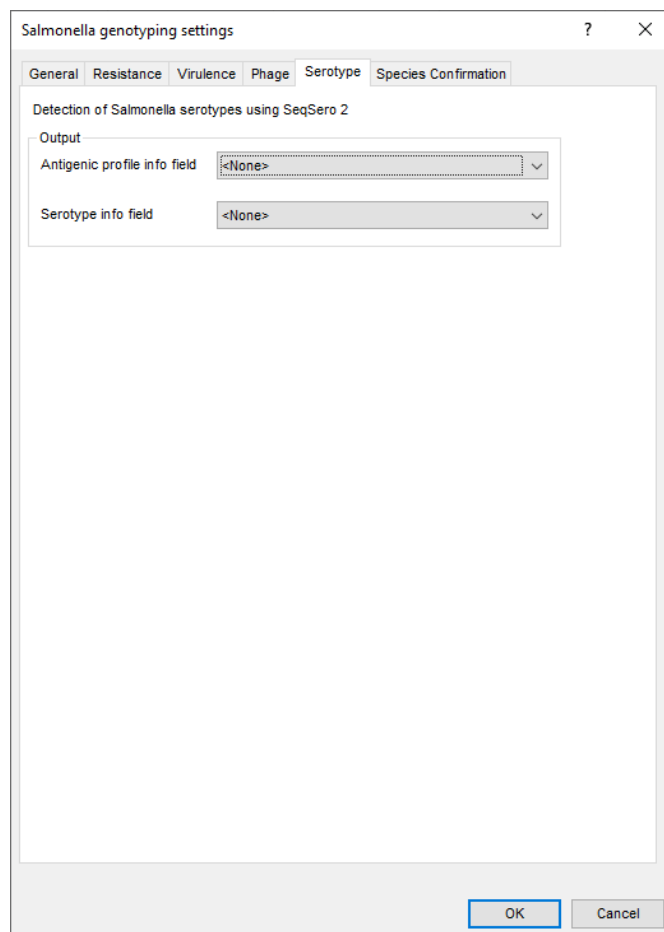 Salmonella genotyping settings ?
General Resistance Virulence Phage Serotype Species Confirmation
Detection of Salmonella serotypes using SeqSero 2
Output
Antigenic profile info field <None>
Serotype info field <None>
OK Cancel